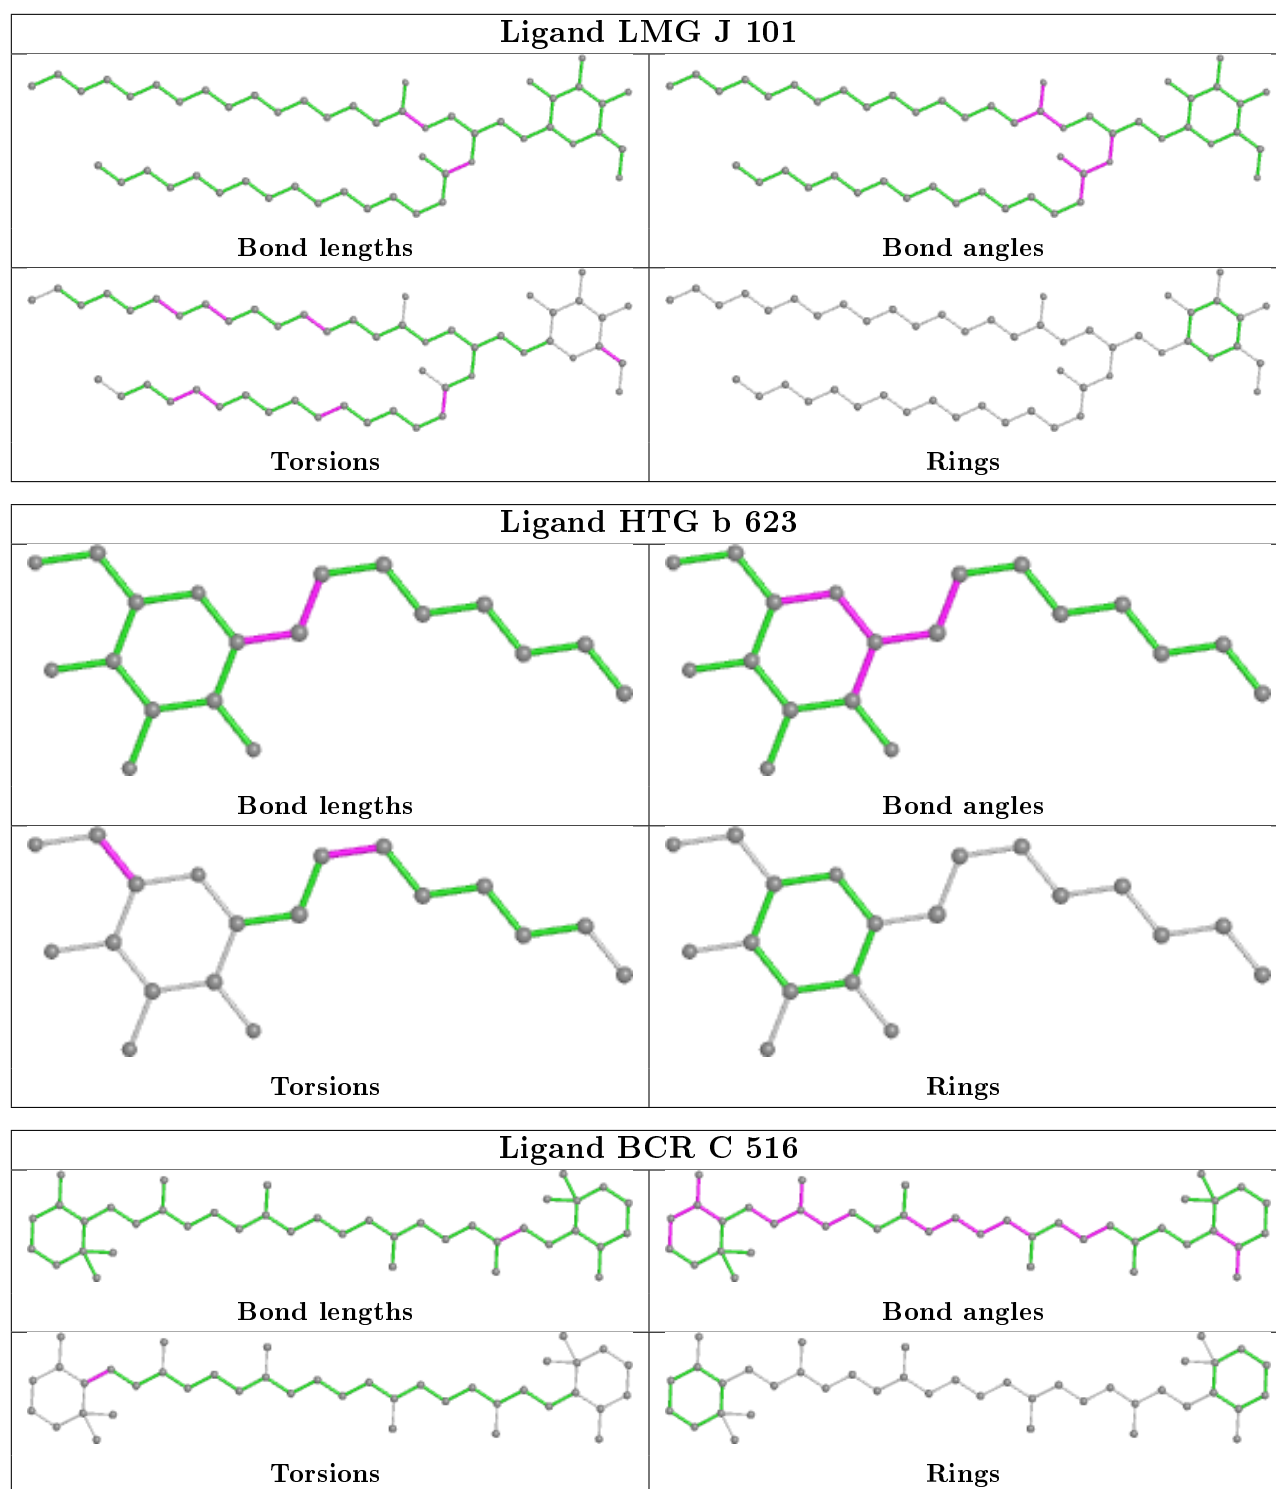 Ligand LMG J 101
Bond lengths
Bond angles
Torsions
Rings
Ligand HTG b 623
Bond lengths
Bond angles
Torsions
Rings
Ligand BCR C 516
Bond lengths
Bond angles
Torsions
Rings